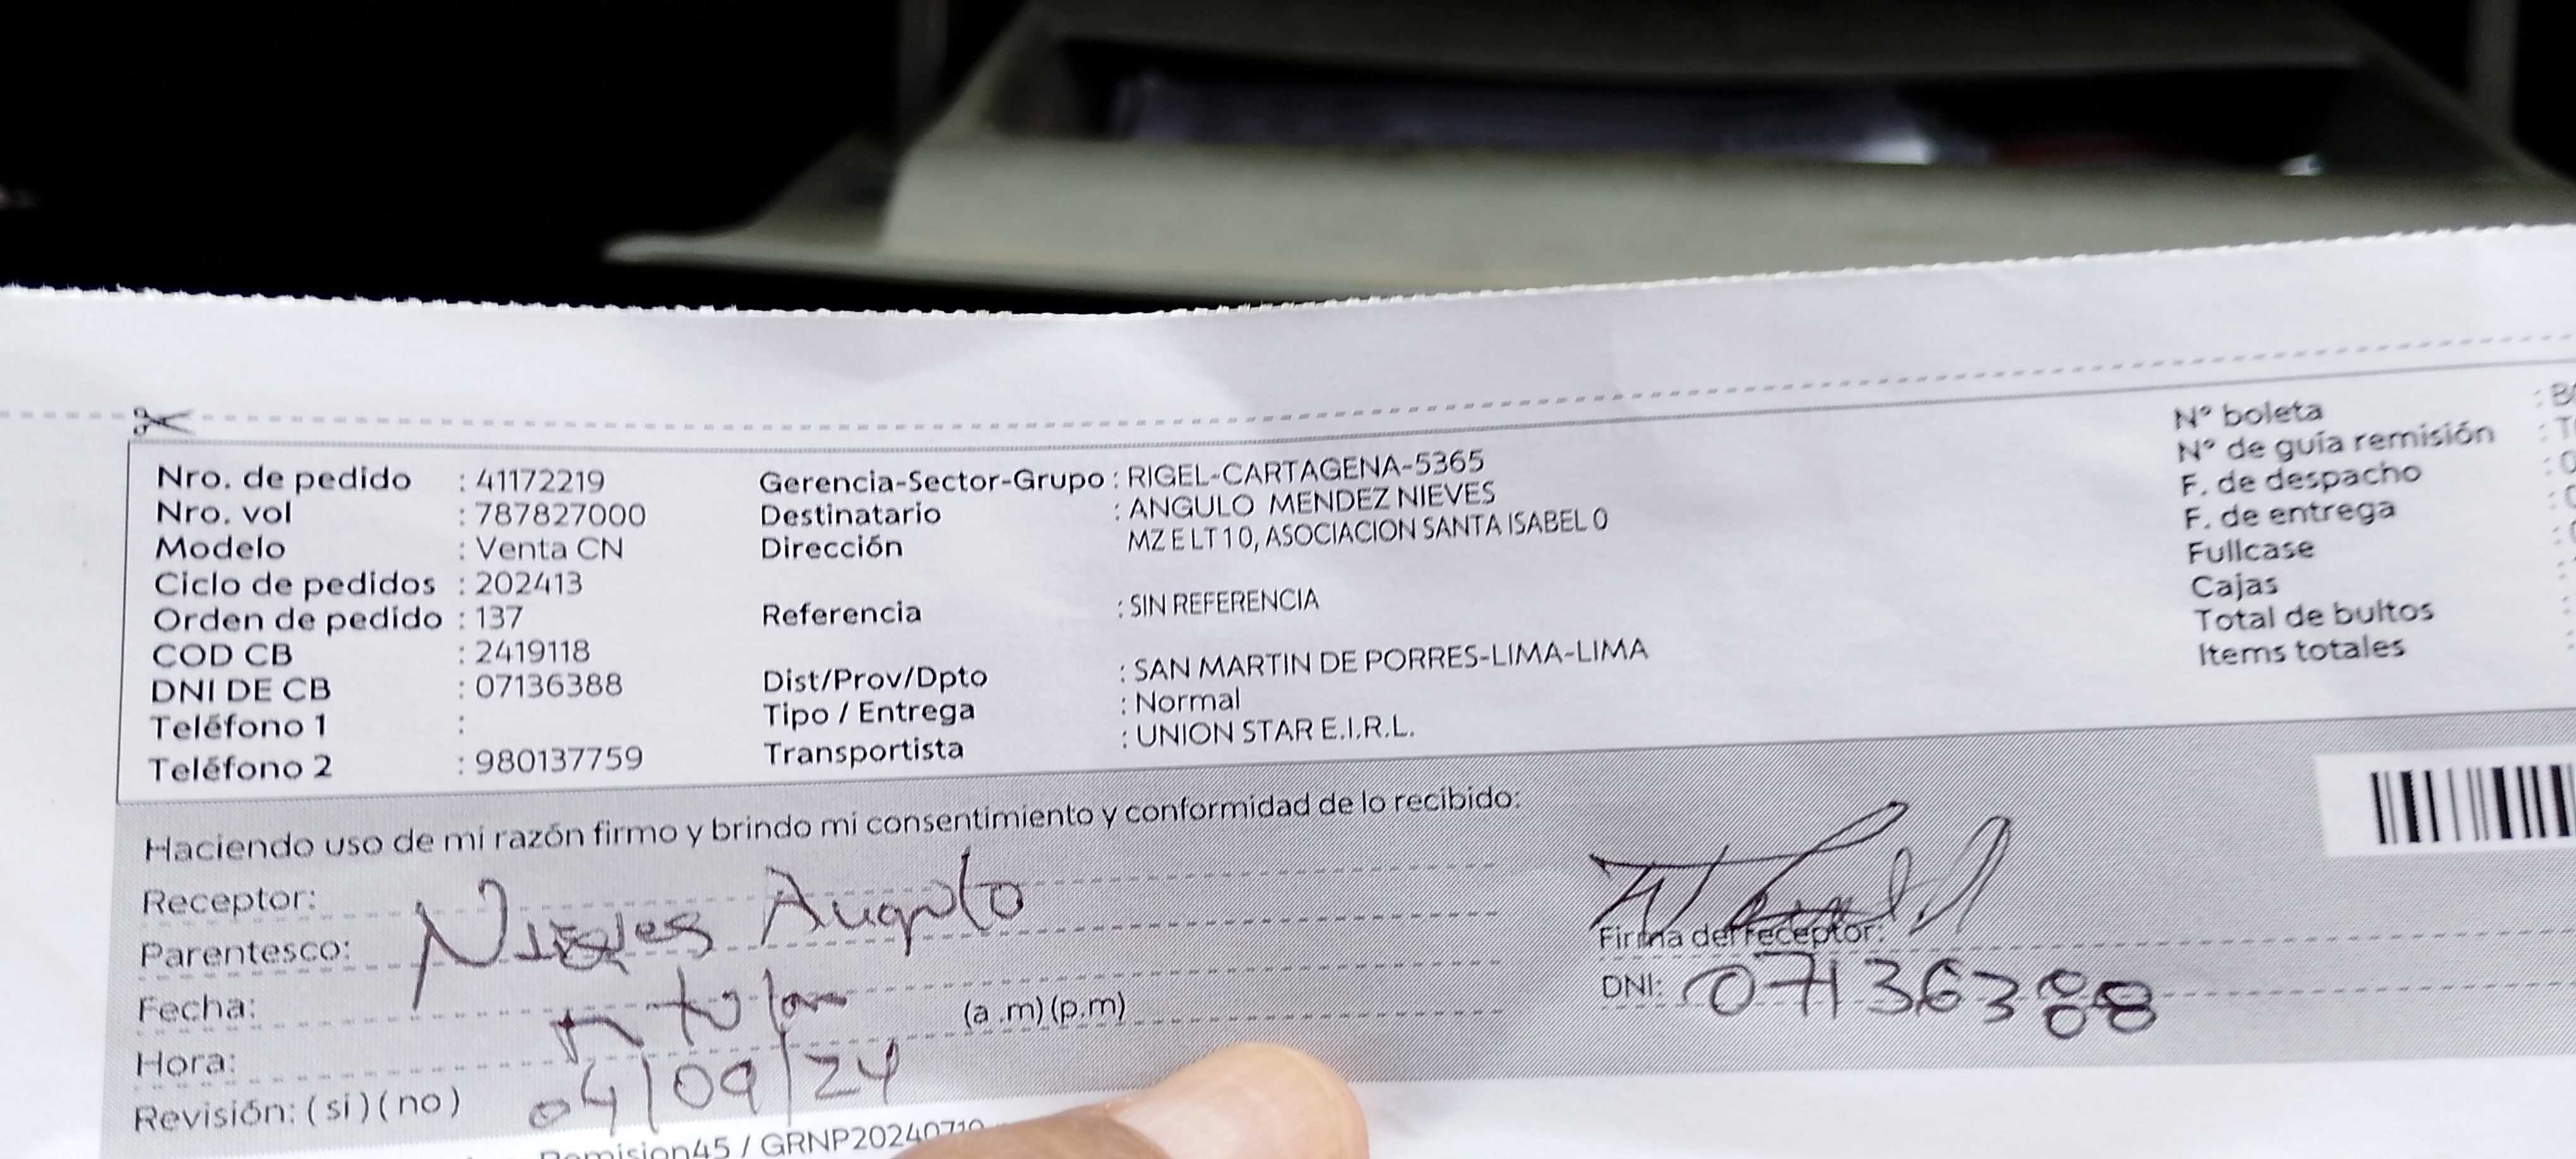 Nro. de pedido : 41172219 Gerencia-Sector-Grupo : RIGEL-CARTAGENA-5365 N° boleta
Nro. vol : 787827000 Destinatario : ANGULO MENDEZ NIEVES N° de guía remisión
Modelo : Venta CN Dirección MZ E LT 10, ASOCIACION SANTA ISABEL 0 F. de despacho
Ciclo de pedidos : 202413 F. de entrega
Orden de pedido : 137 Referencia : SIN REFERENCIA Fullcase
COD CB : 2419118 Cajas
DNI DE CB : 07136388 Dist/Prov/Dpto : SAN MARTIN DE PORRES-LIMA-LIMA Total de bultos
Teléfono 1 : Tipo / Entrega : Normal Items totales
Teléfono 2 : 980137759 Transportista : UNION STAR E.I.R.L.
Haciendo uso de mi razón firmo y brindo mi consentimiento y conformidad de lo recibido:
Receptor: Nieves Angulo
Parentesco: Firma del receptor:
Fecha: (a .m) (p.m) DNI: 07136388
Hora:
Revisión: ( si ) ( no ) 04/09/24
Remision45 / GRNP20240719